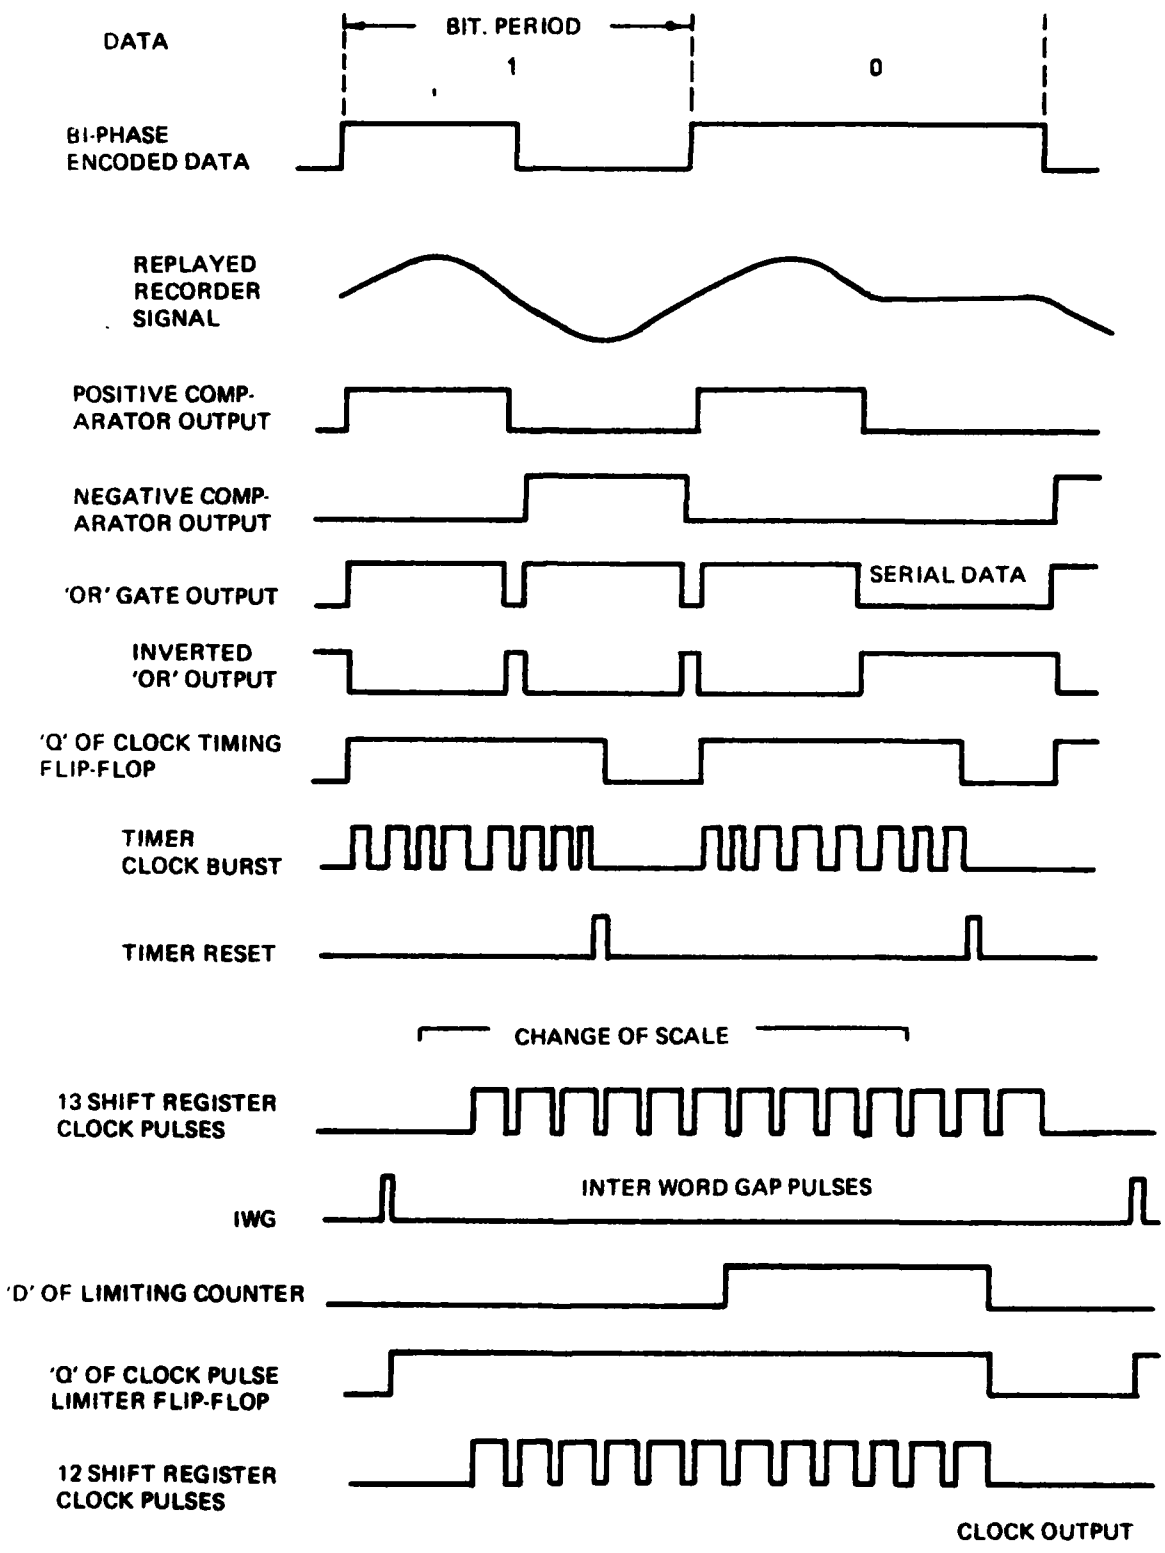 BIT. PERIOD
DATA
1
0
BI-PHASE
ENCODED DATA
REPLAYED
RECORDER
SIGNAL
POSITIVE COMP-
ARATOR OUTPUT
NEGATIVE COMP-
ARATOR OUTPUT
SERIAL DATA
'OR' GATE OUTPUT
INVERTED
'OR' OUTPUT
'Q' OF CLOCK TIMING
FLIP-FLOP
TIMER
CLOCK BURST
TIMER RESET
CHANGE OF SCALE
13 SHIFT REGISTER
CLOCK PULSES
INTER WORD GAP PULSES
IWG
'D' OF LIMITING COUNTER
'Q' OF CLOCK PULSE
LIMITER FLIP-FLOP
12 SHIFT REGISTER
CLOCK PULSES
CLOCK OUTPUT